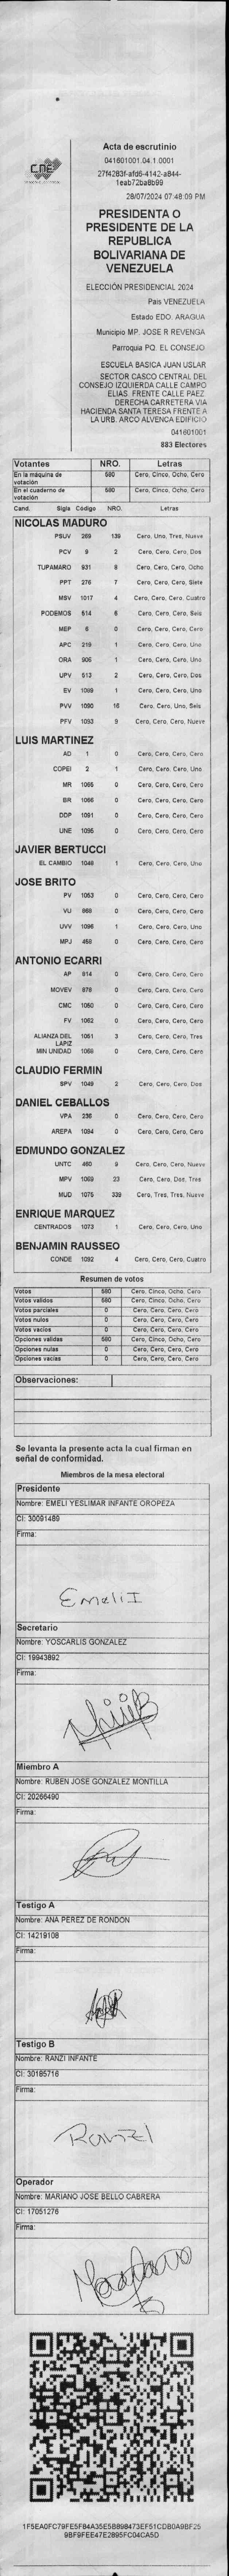 CNE
Acta de escrutinio
041601001.04.1.0001
27f4283f-afd6-4142-a844-
1eab72ba8b99
28/07/2024 07:48:09 PM
PRESIDENTA O
PRESIDENTE DE LA
REPUBLICA
BOLIVARIANA DE
VENEZUELA
ELECCIÓN PRESIDENCIAL 2024
Pais VENEZUELA
Estado EDO. ARAGUA
Municipio MP. JOSE R REVENGA
Parroquia PQ. EL CONSEJO
ESCUELA BASICA JUAN USLAR
SECTOR CASCO CENTRAL DEL
CONSEJO IZQUIERDA CALLE CAMPO
ELIAS. FRENTE CALLE PAEZ.
DERECHA CARRETERA VIA
HACIENDA SANTA TERESA FRENTE A
LA URB. ARCO ALVENCA EDIFICIO
041601001
883 Electores
Votantes NRO. Letras
En la máquina de votación 580 Cero, Cinco, Ocho, Cero
En el cuaderno de votación 580 Cero, Cinco, Ocho, Cero
Cand. Sigla Código NRO. Letras
NICOLAS MADURO
PSUV 269 139 Cero, Uno, Tres, Nueve
PCV 9 2 Cero, Cero, Cero, Dos
TUPAMARO 931 8 Cero, Cero, Cero, Ocho
PPT 276 7 Cero, Cero, Cero, Siete
MSV 1017 4 Cero, Cero, Cero, Cuatro
PODEMOS 614 6 Cero, Cero, Cero, Seis
MEP 6 0 Cero, Cero, Cero, Cero
APC 219 1 Cero, Cero, Cero, Uno
ORA 906 1 Cero, Cero, Cero, Uno
UPV 513 2 Cero, Cero, Cero, Dos
EV 1088 1 Cero, Cero, Cero, Uno
PVV 1090 16 Cero, Cero, Uno, Seis
PFV 1093 9 Cero, Cero, Cero, Nueve
LUIS MARTINEZ
AD 1 0 Cero, Cero, Cero, Cero
COPEI 2 1 Cero, Cero, Cero, Uno
MR 1065 0 Cero, Cero, Cero, Cero
BR 1066 0 Cero, Cero, Cero, Cero
DDP 1091 0 Cero, Cero, Cero, Cero
UNE 1095 0 Cero, Cero, Cero, Cero
JAVIER BERTUCCI
EL CAMBIO 1048 1 Cero, Cero, Cero, Uno
JOSE BRITO
PV 1053 0 Cero, Cero, Cero, Cero
VU 868 0 Cero, Cero, Cero, Cero
UVV 1096 1 Cero, Cero, Cero, Uno
MPJ 458 0 Cero, Cero, Cero, Cero
ANTONIO ECARRI
AP 814 0 Cero, Cero, Cero, Cero
MOVEV 878 0 Cero, Cero, Cero, Cero
CMC 1050 0 Cero, Cero, Cero, Cero
FV 1062 0 Cero, Cero, Cero, Cero
ALIANZA DEL LAPIZ 1051 3 Cero, Cero, Cero, Tres
MIN UNIDAD 1058 0 Cero, Cero, Cero, Cero
CLAUDIO FERMIN
SPV 1049 2 Cero, Cero, Cero, Dos
DANIEL CEBALLOS
VPA 238 0 Cero, Cero, Cero, Cero
AREPA 1094 0 Cero, Cero, Cero, Cero
EDMUNDO GONZALEZ
UNTC 460 9 Cero, Cero, Cero, Nueve
MPV 1069 23 Cero, Cero, Dos, Tres
MUD 1075 339 Cero, Tres, Tres, Nueve
ENRIQUE MARQUEZ
CENTRADOS 1073 1 Cero, Cero, Cero, Uno
BENJAMIN RAUSSEO
CONDE 1092 4 Cero, Cero, Cero, Cuatro
Resumen de votos
Votos 580 Cero, Cinco, Ocho, Cero
Votos validos 580 Cero, Cinco, Ocho, Cero
Votos parciales 0 Cero, Cero, Cero, Cero
Votos nulos 0 Cero, Cero, Cero, Cero
Votos vacios 0 Cero, Cero, Cero, Cero
Opciones validas 580 Cero, Cinco, Ocho, Cero
Opciones nulas 0 Cero, Cero, Cero, Cero
Opciones vacias 0 Cero, Cero, Cero, Cero
Observaciones:
Se levanta la presente acta la cual firman en
señal de conformidad.
Miembros de la mesa electoral
Presidente
Nombre: EMELI YESLIMAR INFANTE OROPEZA
CI: 30091489
Firma:
Emeli I
Secretario
Nombre: YOSCARLIS GONZALEZ
CI: 19943892
Firma:
Miembro A
Nombre: RUBEN JOSE GONZALEZ MONTILLA
CI: 20266490
Firma:
Testigo A
Nombre: ANA PEREZ DE RONDON
CI: 14219108
Firma:
Testigo B
Nombre: RANZI INFANTE
CI: 30185716
Firma:
Ranzi
Operador
Nombre: MARIANO JOSE BELLO CABRERA
CI: 17051276
Firma:
1F5EA0FC79FE5F84A35E5B898473EF51CDB0A9BF25
9BF9FEE47E2895FC04CA5D